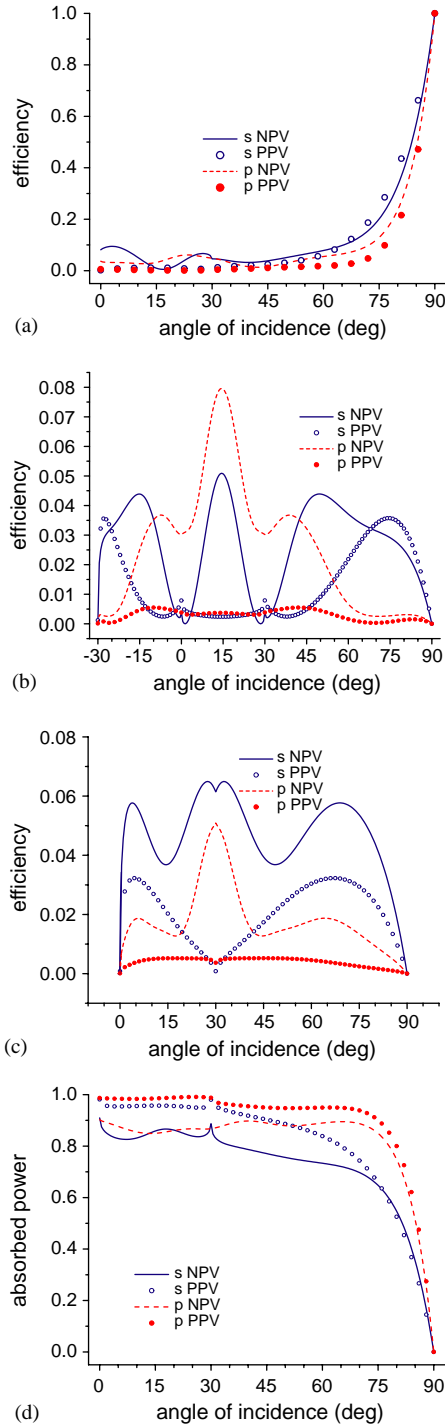 1.0
0.8
0.6
0.4
0.2
0.0
efficiency
s NPV
s PPV
p NPV
p PPV
0 15 30 45 60 75 90
(a)
angle of incidence (deg)
0.08
0.07
0.06
0.05
0.04
0.03
0.02
0.01
0.00
efficiency
s NPV
s PPV
p NPV
p PPV
-30 -15 0 15 30 45 60 75 90
(b)
angle of incidence (deg)
0.08
0.06
0.04
0.02
0.00
efficiency
s NPV
s PPV
p NPV
p PPV
0 15 30 45 60 75 90
(c)
angle of incidence (deg)
1.0
0.8
0.6
0.4
0.2
0.0
absorbed power
s NPV
s PPV
p NPV
p PPV
0 15 30 45 60 75 90
(d)
angle of incidence (deg)